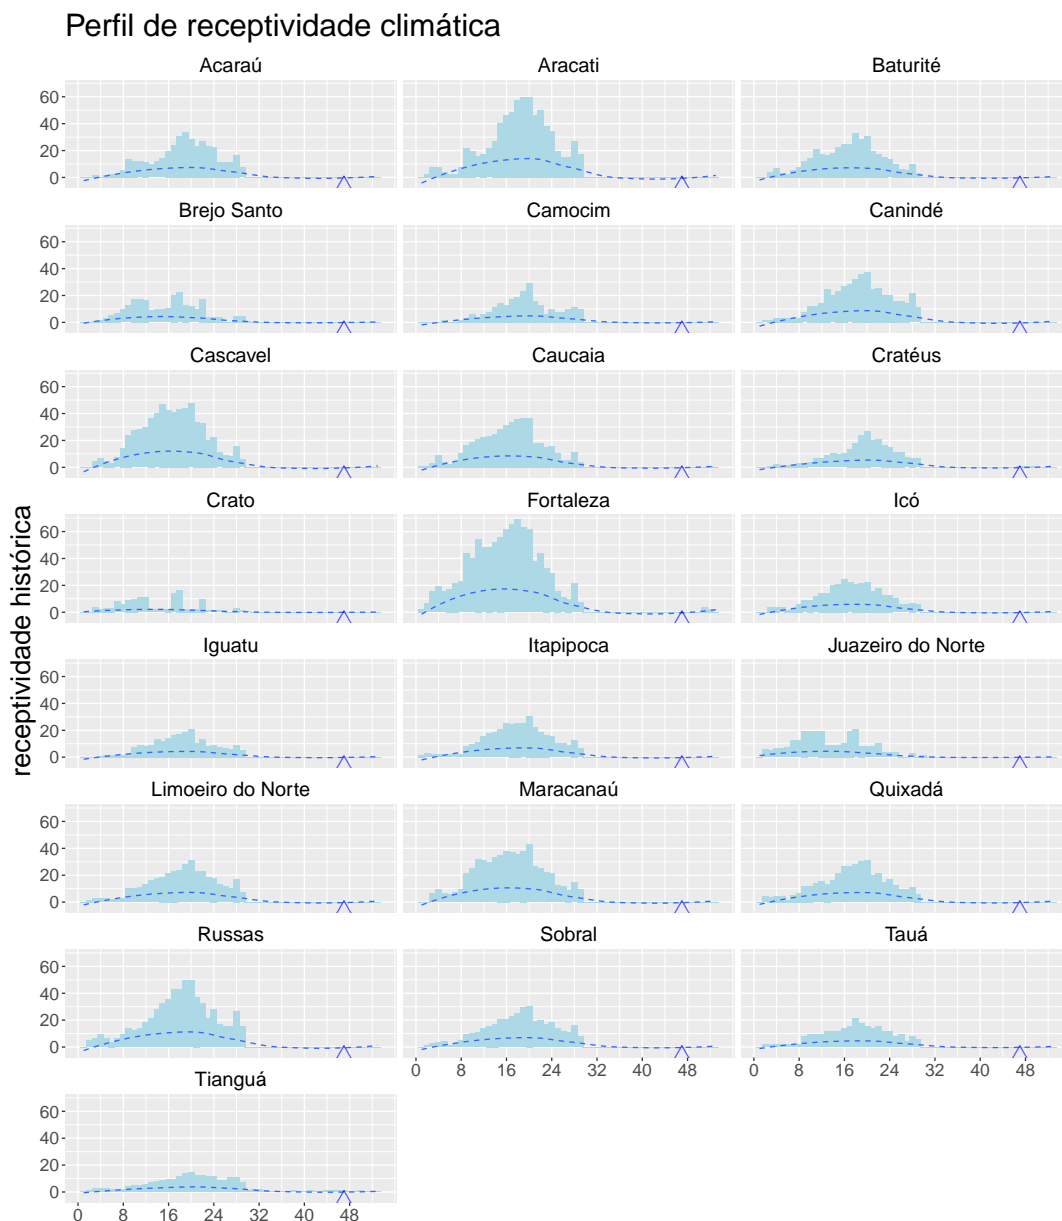 Perfil de receptividade climática
Acaraú Aracati Baturité
60
40
20
0
Brejo Santo Camocim Canindé
60
40
20
0
Cascavel Caucaia Cratéus
60
40
20
0
Crato Fortaleza Icó
60
40
20
0
receptividade histórica
Iguatu Itapipoca Juazeiro do Norte
60
40
20
0
Limoeiro do Norte Maracanaú Quixadá
60
40
20
0
Russas Sobral Tauá
60
40
20
0
0 8 16 24 32 40 48 0 8 16 24 32 40 48
Tianguá
60
40
20
0
0 8 16 24 32 40 48